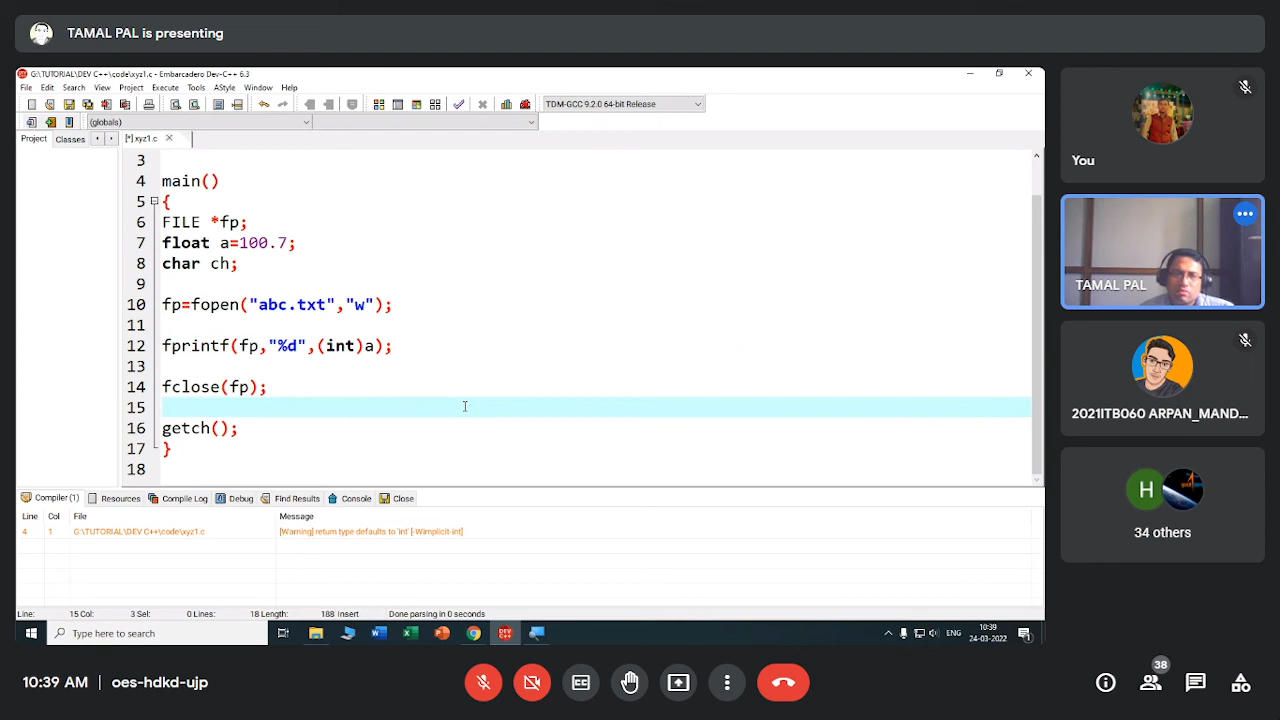 TAMAL PAL is presenting
G:\TUTORIAL\DEV C++\code\xyz1.c - Embarcadero Dev-C++ 6.3
File Edit Search View Project Execute Tools AStyle Window Help
TDM-GCC 9.2.0 64-bit Release
(globals)
Project Classes [*] xyz1.c
3
4 main()
5 {
6 FILE *fp;
7 float a=100.7;
8 char ch;
9
10 fp=fopen("abc.txt","w");
11
12 fprintf(fp,"%d",(int)a);
13
14 fclose(fp);
15
16 getch();
17 }
18
Compiler (1) Resources Compile Log Debug Find Results Console Close
Line Col File Message
4 1 G:\TUTORIAL\DEV C++\code\xyz1.c [Warning] return type defaults to 'int' [-Wimplicit-int]
Line: 15 Col: 3 Sel: 0 Lines: 18 Length: 188 Insert Done parsing in 0 seconds
Type here to search
DEV C++
ENG
10:39
24-03-2022
1
You
TAMAL PAL
2021ITB060 ARPAN_MAND...
H
34 others
10:39 AM | oes-hdkd-ujp
38